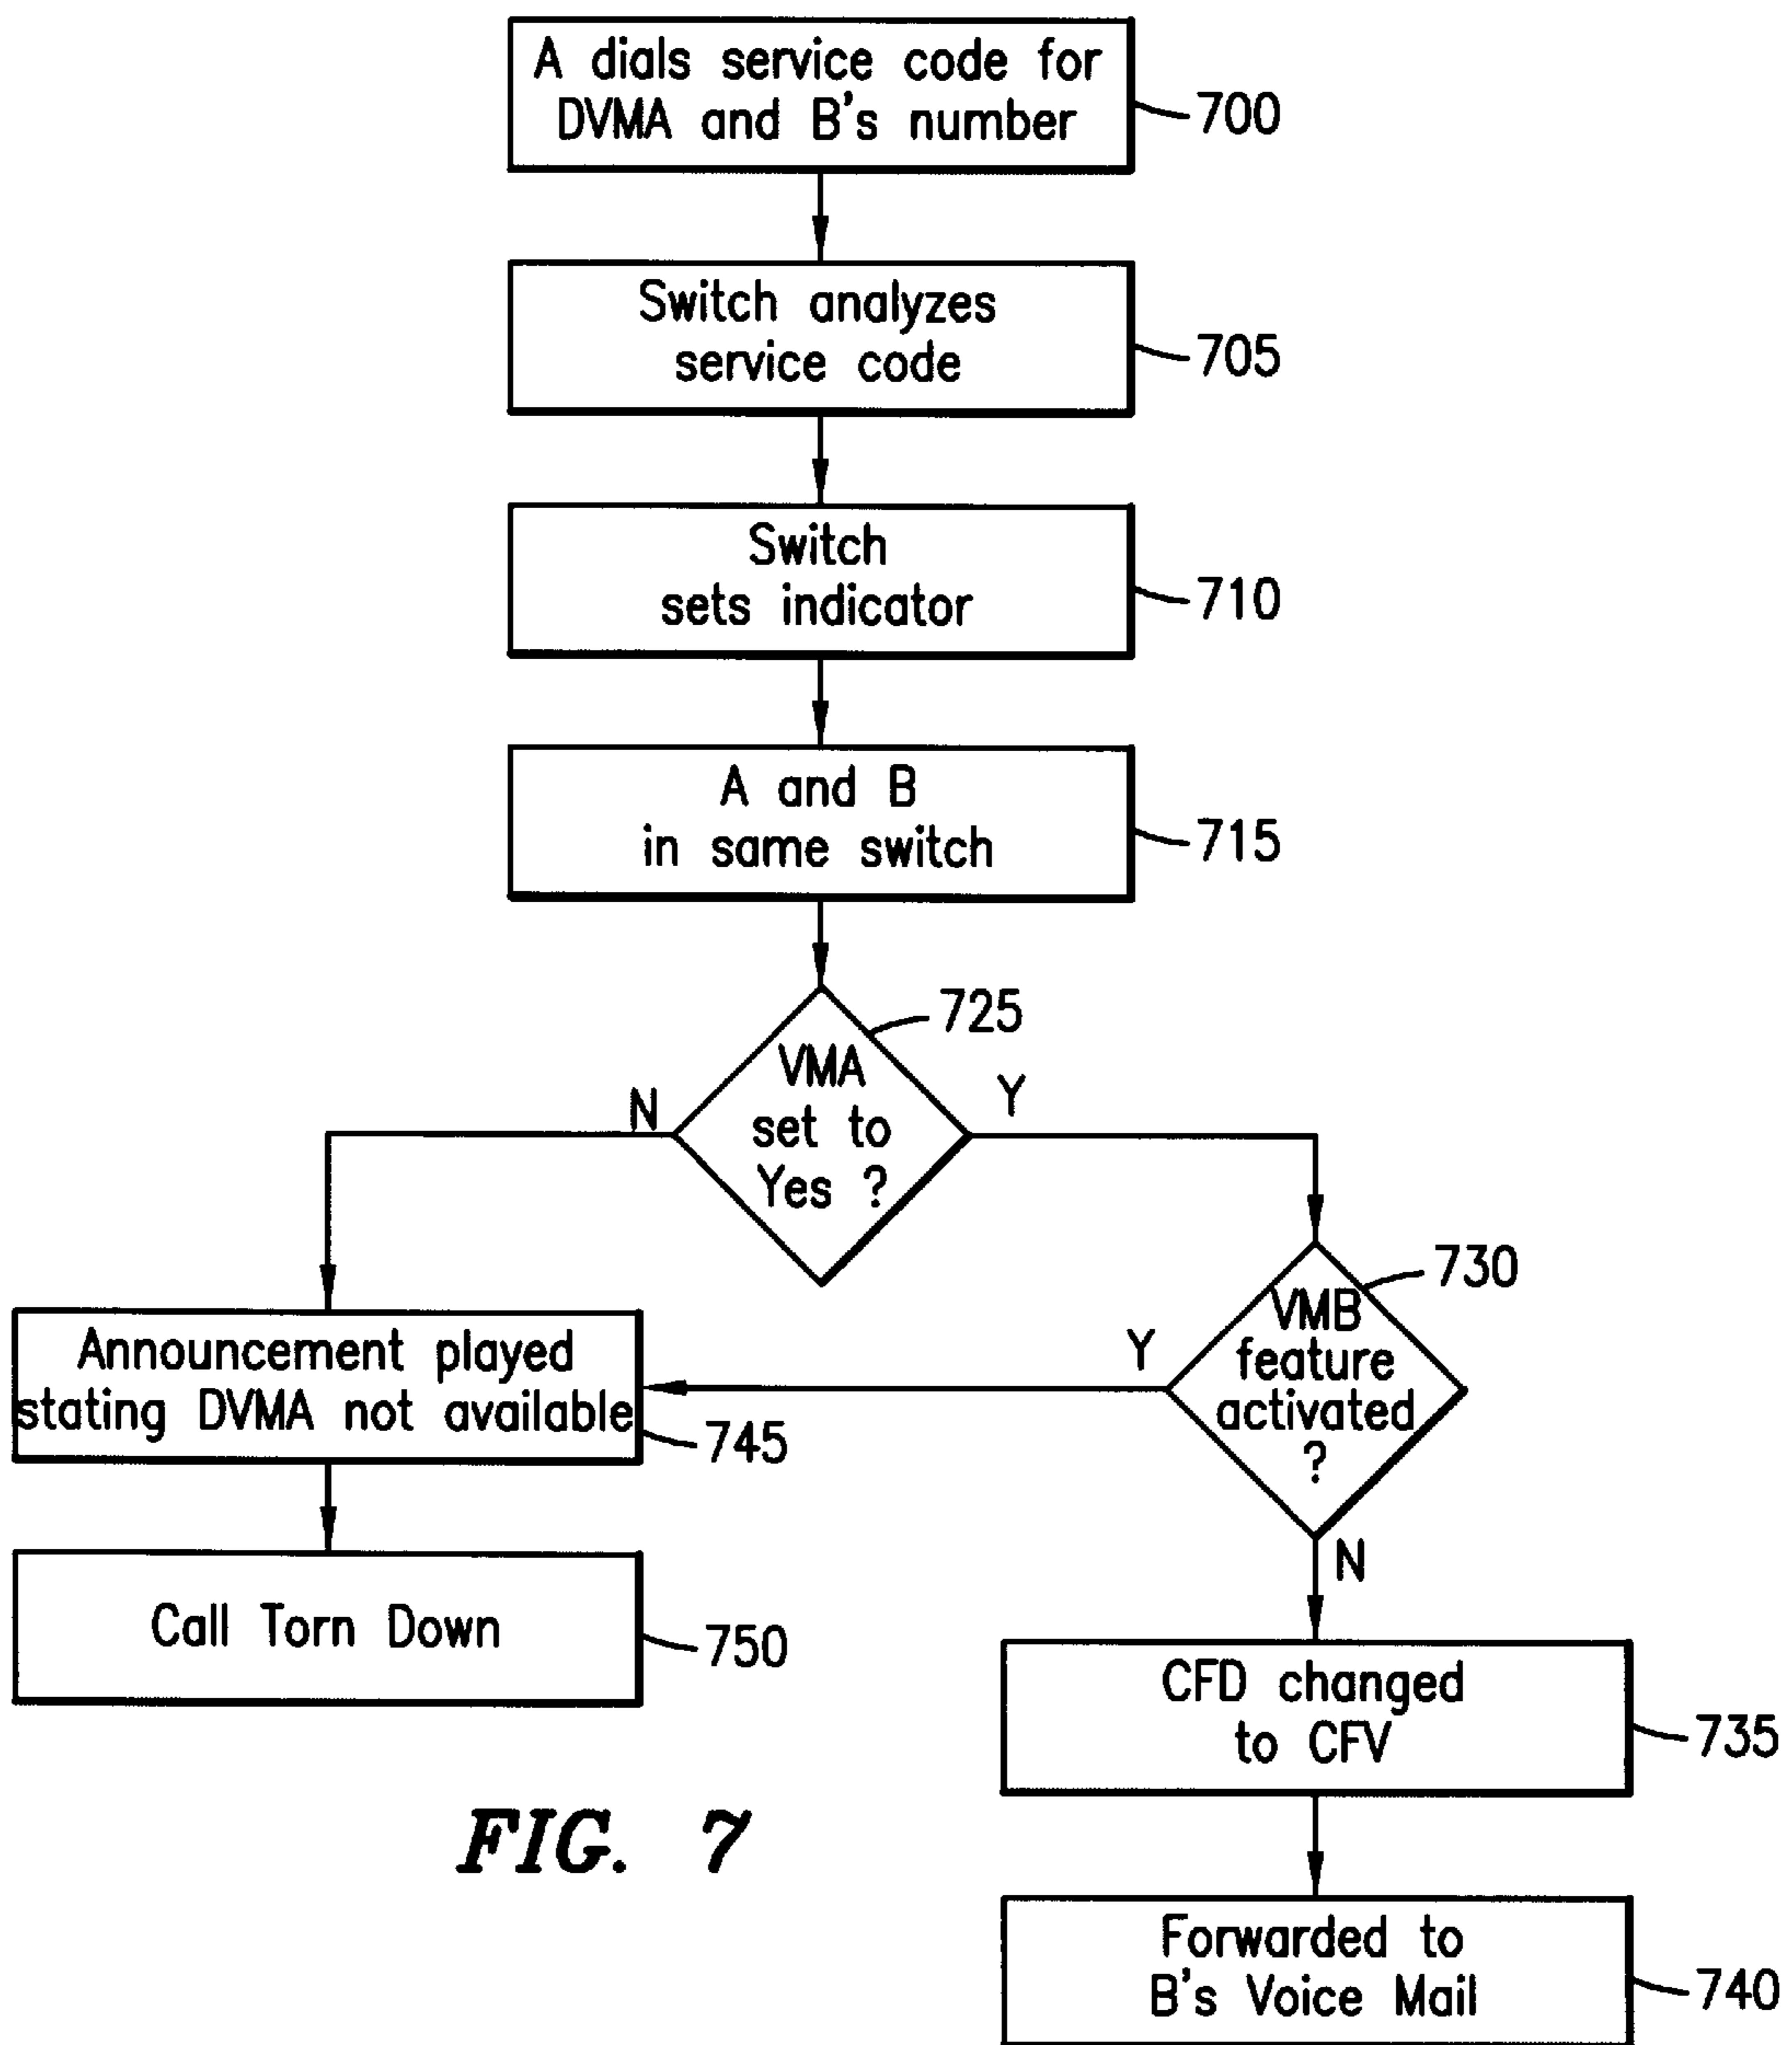 A dials service code for
DVMA and B's number
700
Switch analyzes
service code
705
Switch
sets indicator
710
A and B
in same switch
715
725
VMA
set to
Yes ?
N
Y
730
VMB
feature
activated
?
Y
N
Announcement played
stating DVMA not available
745
Call Torn Down
750
CFD changed
to CFV
735
Forwarded to
B's Voice Mail
740
FIG. 7